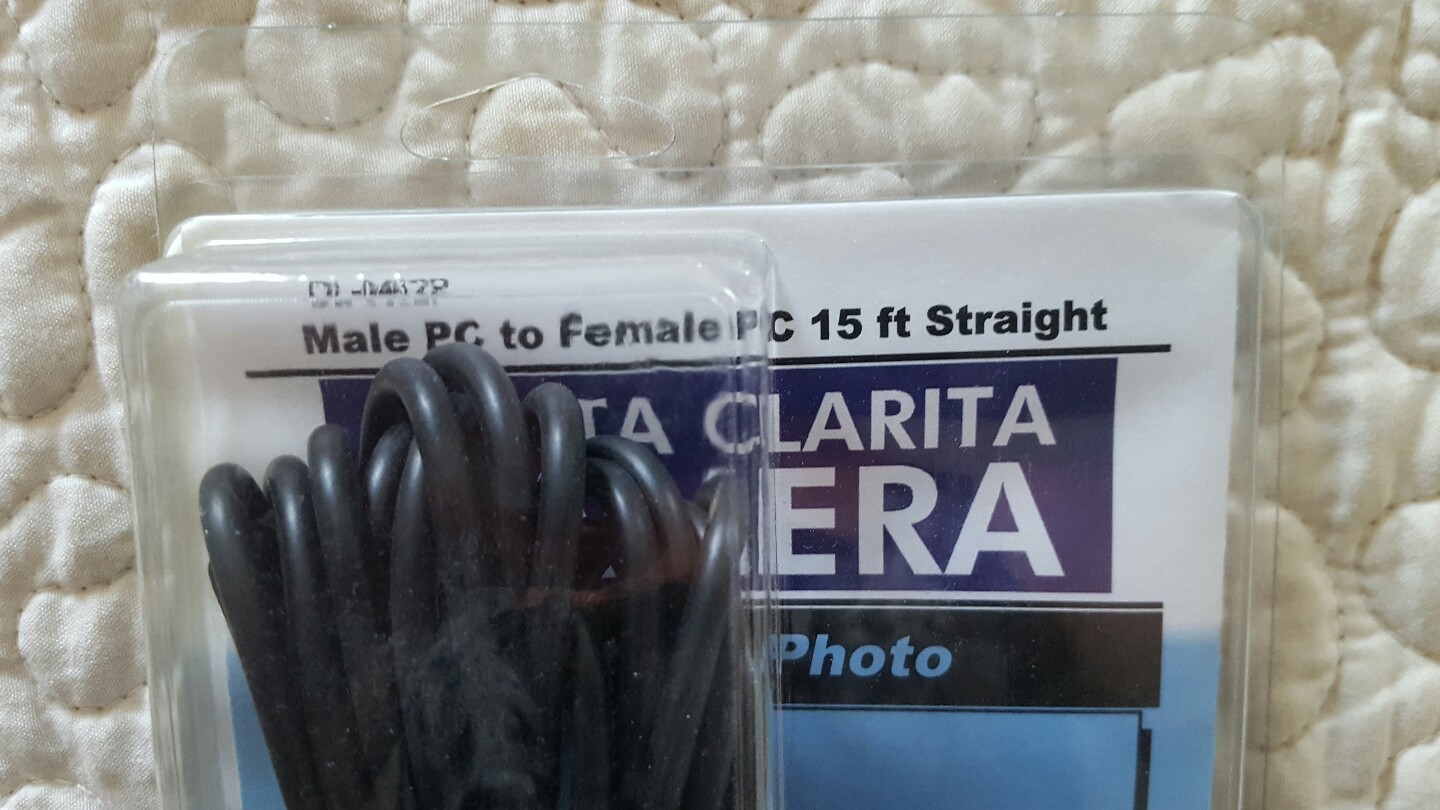 Male PC to Female PC 15 ft Straight
TA CLARITA
ERA
Photo